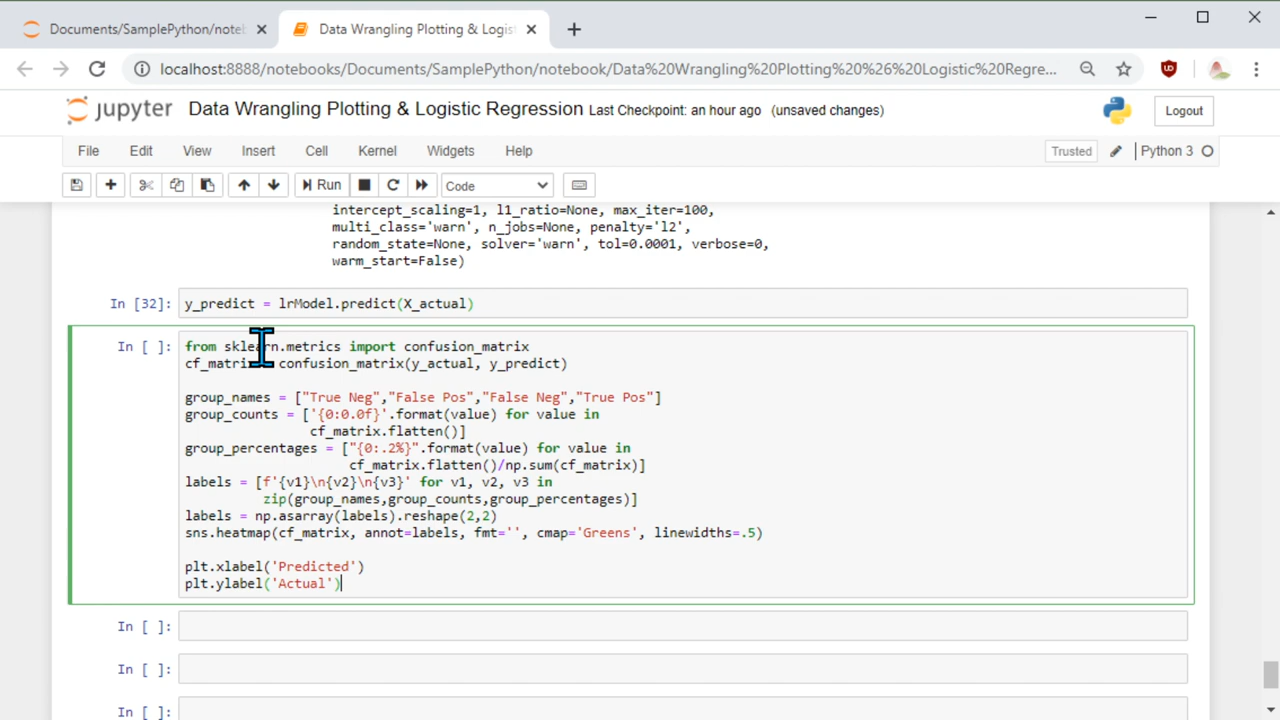 Documents/SamplePython/noteb
Data Wrangling Plotting & Logist
localhost:8888/notebooks/Documents/SamplePython/notebook/Data%20Wrangling%20Plotting%20%26%20Logistic%20Regre...
jupyter Data Wrangling Plotting & Logistic Regression Last Checkpoint: an hour ago (unsaved changes) Logout
File Edit View Insert Cell Kernel Widgets Help Trusted Python 3
Run Code
intercept_scaling=1, l1_ratio=None, max_iter=100,
multi_class='warn', n_jobs=None, penalty='l2',
random_state=None, solver='warn', tol=0.0001, verbose=0,
warm_start=False)
In [32]: y_predict = lrModel.predict(X_actual)
In [ ]: from sklearn.metrics import confusion_matrix
cf_matrix confusion_matrix(y_actual, y_predict)
group_names = ["True Neg","False Pos","False Neg","True Pos"]
group_counts = ['{0:0.0f}'.format(value) for value in
cf_matrix.flatten()]
group_percentages = ["{0:.2%}".format(value) for value in
cf_matrix.flatten()/np.sum(cf_matrix)]
labels = [f'{v1}\n{v2}\n{v3}' for v1, v2, v3 in
zip(group_names,group_counts,group_percentages)]
labels = np.asarray(labels).reshape(2,2)
sns.heatmap(cf_matrix, annot=labels, fmt='', cmap='Greens', linewidths=.5)
plt.xlabel('Predicted')
plt.ylabel('Actual')
In [ ]:
In [ ]:
In [ ]: